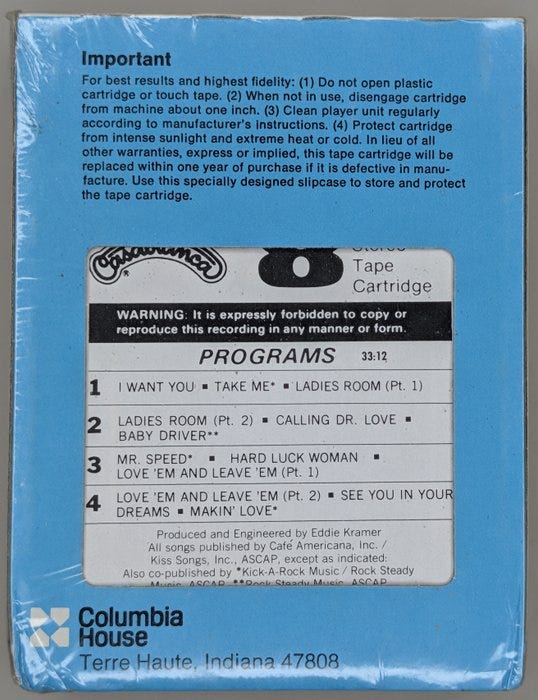 Important
For best results and highest fidelity: (1) Do not open plastic
cartridge or touch tape. (2) When not in use, disengage cartridge
from machine about one inch. (3) Clean player unit regularly
according to manufacturer's instructions. (4) Protect cartridge
from intense sunlight and extreme heat or cold. In lieu of all
other warranties, express or implied, this tape cartridge will be
replaced within one year of purchase if it is defective in manu-
facture. Use this specially designed slipcase to store and protect
the tape cartridge.
Casablanca
®
8
Stereo
Tape
Cartridge
WARNING: It is expressly forbidden to copy or
reproduce this recording in any manner or form.
PROGRAMS 33:12
1 I WANT YOU ▪ TAKE ME* ▪ LADIES ROOM (Pt. 1)
2 LADIES ROOM (Pt. 2) ▪ CALLING DR. LOVE ▪
BABY DRIVER**
3 MR. SPEED* ▪ HARD LUCK WOMAN ▪
LOVE 'EM AND LEAVE 'EM (Pt. 1)
4 LOVE 'EM AND LEAVE 'EM (Pt. 2) ▪ SEE YOU IN YOUR
DREAMS ▪ MAKIN' LOVE*
Produced and Engineered by Eddie Kramer
All songs published by Café Americana, Inc. /
Kiss Songs, Inc., ASCAP, except as indicated:
Also co-published by *Kick-A-Rock Music / Rock Steady
Music, ASCAP **Rock Steady Music, ASCAP
Columbia
House
Terre Haute, Indiana 47808